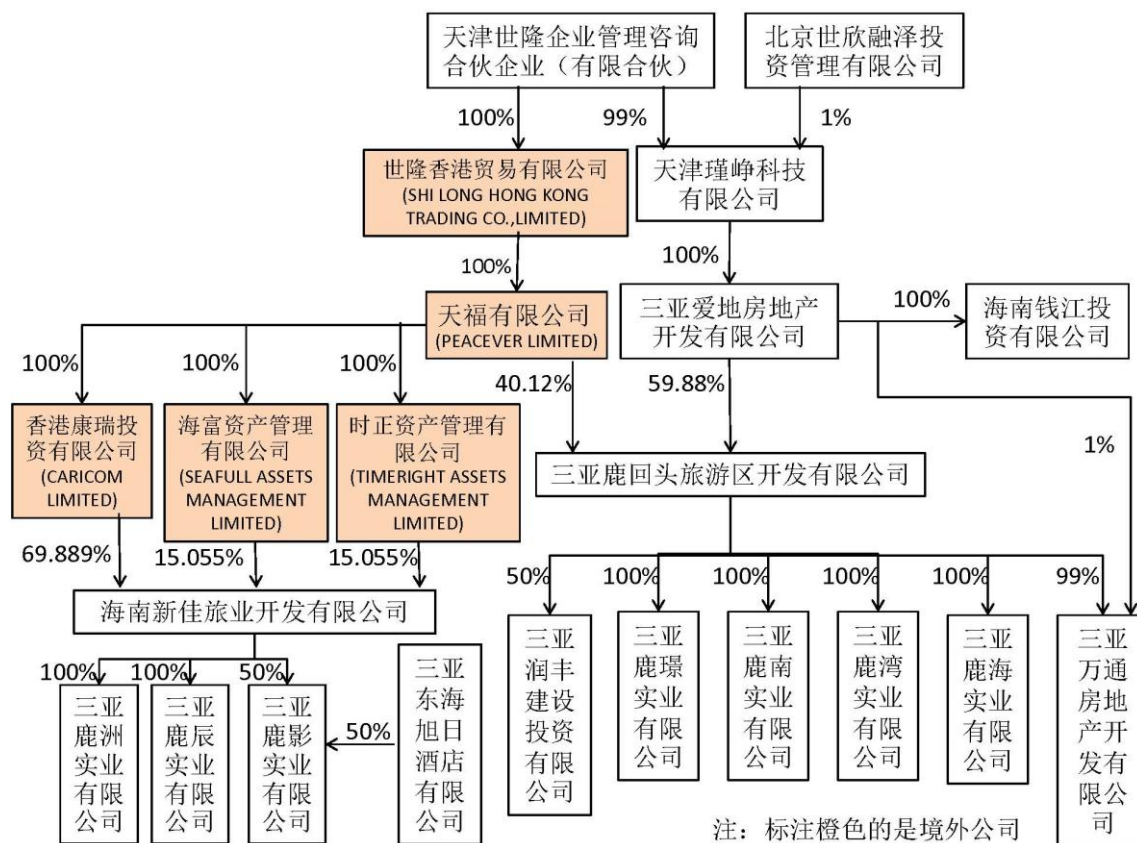 天津世隆企业管理咨询
合伙企业（有限合伙）
北京世欣融泽投
资管理有限公司
100%
99%
1%
世隆香港贸易有限公司
(SHI LONG HONG KONG
TRADING CO.,LIMITED)
天津瑾峥科技
有限公司
100%
100%
天福有限公司
(PEACEVER LIMITED)
三亚爱地房地产
开发有限公司
100%
海南钱江投
资有限公司
100%
100%
100%
40.12%
59.88%
香港康瑞投
资有限公司
(CARICOM
LIMITED)
海富资产管理
有限公司
(SEAFULL ASSETS
MANAGEMENT
LIMITED)
时正资产管理有
限公司
(TIMERIGHT ASSETS
MANAGEMENT
LIMITED)
三亚鹿回头旅游区开发有限公司
1%
69.889%
15.055%
15.055%
海南新佳旅业开发有限公司
50%
100%
100%
100%
100%
99%
100%
100%
50%
三亚
鹿洲
实业
有限
公司
三亚
鹿辰
实业
有限
公司
三亚
鹿影
实业
有限
公司
50%
三亚
东海
旭日
酒店
有限
公司
三亚
润丰
建设
投资
有限
公司
三亚
鹿璟
实业
有限
公司
三亚
鹿南
实业
有限
公司
三亚
鹿湾
实业
有限
公司
三亚
鹿海
实业
有限
公司
三亚
万通
房地
产开
发有
限公
司
注：标注橙色的是境外公司